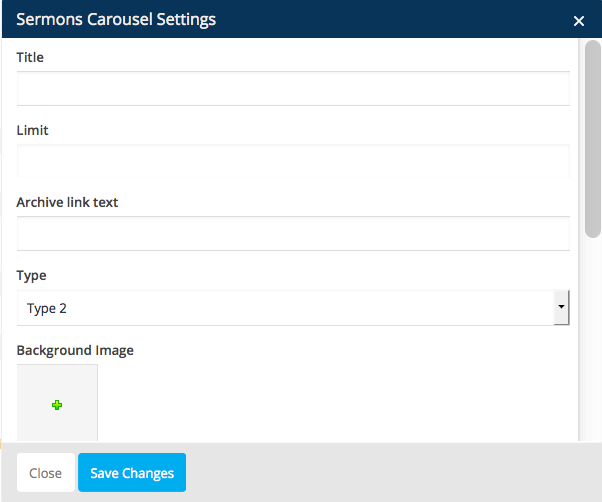 Sermons Carousel Settings
Title
Limit
Archive link text
Type
Type 2
Background Image
Close Save Changes